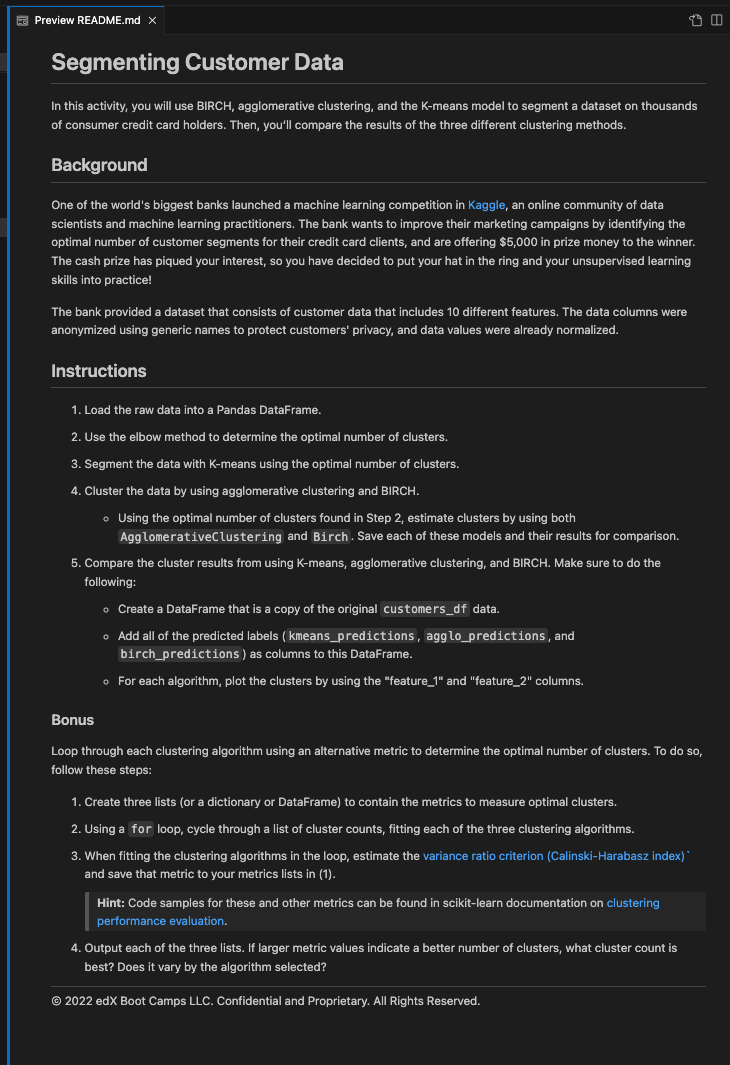 Preview README.md
Segmenting Customer Data
In this activity, you will use BIRCH, agglomerative clustering, and the K-means model to segment a dataset on thousands
of consumer credit card holders. Then, you’ll compare the results of the three different clustering methods.
Background
One of the world's biggest banks launched a machine learning competition in Kaggle, an online community of data
scientists and machine learning practitioners. The bank wants to improve their marketing campaigns by identifying the
optimal number of customer segments for their credit card clients, and are offering $5,000 in prize money to the winner.
The cash prize has piqued your interest, so you have decided to put your hat in the ring and your unsupervised learning
skills into practice!
The bank provided a dataset that consists of customer data that includes 10 different features. The data columns were
anonymized using generic names to protect customers' privacy, and data values were already normalized.
Instructions
1. Load the raw data into a Pandas DataFrame.
2. Use the elbow method to determine the optimal number of clusters.
3. Segment the data with K-means using the optimal number of clusters.
4. Cluster the data by using agglomerative clustering and BIRCH.
○ Using the optimal number of clusters found in Step 2, estimate clusters by using both
AgglomerativeClustering and Birch. Save each of these models and their results for comparison.
5. Compare the cluster results from using K-means, agglomerative clustering, and BIRCH. Make sure to do the
following:
○ Create a DataFrame that is a copy of the original customers_df data.
○ Add all of the predicted labels (kmeans_predictions, agglo_predictions, and
birch_predictions) as columns to this DataFrame.
○ For each algorithm, plot the clusters by using the "feature_1" and "feature_2" columns.
Bonus
Loop through each clustering algorithm using an alternative metric to determine the optimal number of clusters. To do so,
follow these steps:
1. Create three lists (or a dictionary or DataFrame) to contain the metrics to measure optimal clusters.
2. Using a for loop, cycle through a list of cluster counts, fitting each of the three clustering algorithms.
3. When fitting the clustering algorithms in the loop, estimate the variance ratio criterion (Calinski-Harabasz index)`
and save that metric to your metrics lists in (1).
Hint: Code samples for these and other metrics can be found in scikit-learn documentation on clustering
performance evaluation.
4. Output each of the three lists. If larger metric values indicate a better number of clusters, what cluster count is
best? Does it vary by the algorithm selected?
© 2022 edX Boot Camps LLC. Confidential and Proprietary. All Rights Reserved.